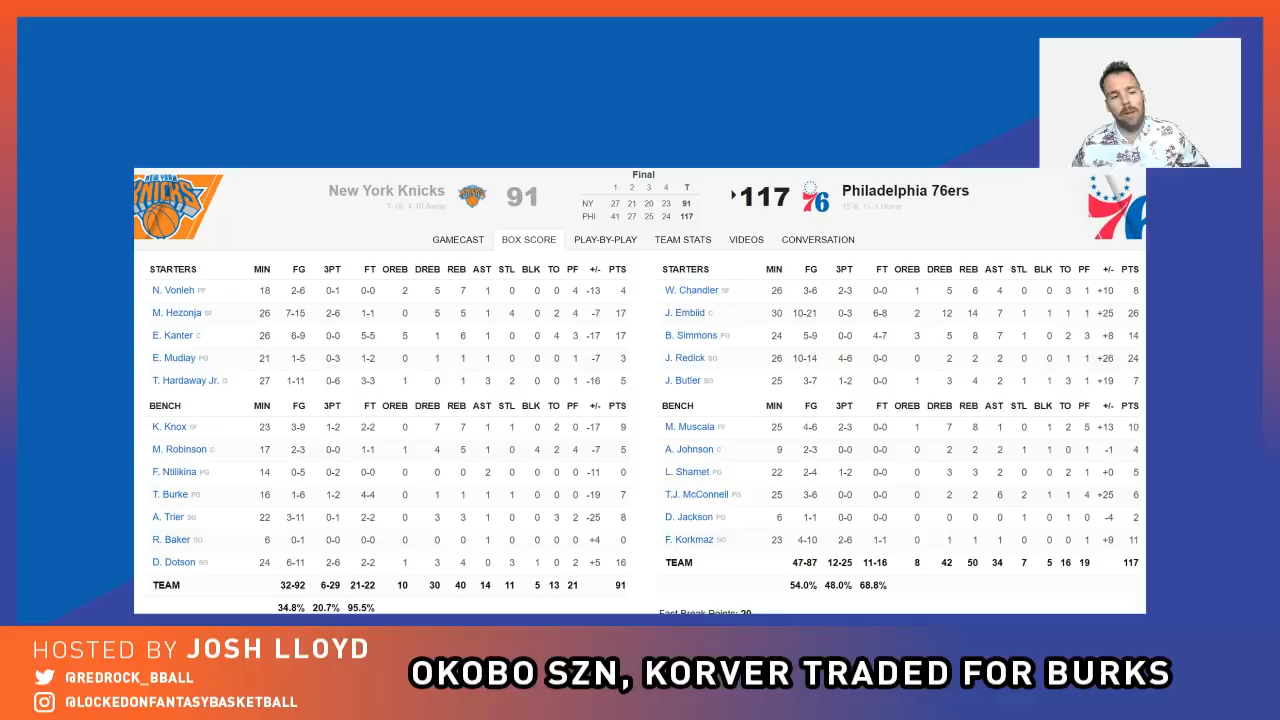 NEW YORK
KNICKS
New York Knicks 91
Final
1 2 3 4 T
NY 27 21 20 23 91
PHI 41 27 25 24 117
117 Philadelphia 76ers
76
GAMECAST BOX SCORE PLAY-BY-PLAY TEAM STATS VIDEOS CONVERSATION
STARTERS MIN FG 3PT FT OREB DREB REB AST STL BLK TO PF +/- PTS
N. Vonleh PF 18 2-6 0-1 0-0 2 5 7 1 0 0 0 4 -13 4
M. Hezonja SF 26 7-15 2-6 1-1 0 5 5 1 4 0 2 4 -7 17
E. Kanter C 26 6-9 0-0 5-5 5 1 6 1 0 0 4 3 -17 17
E. Mudiay PG 21 1-5 0-3 1-2 0 1 1 1 0 0 0 1 -7 3
T. Hardaway Jr. G 27 1-11 0-6 3-3 1 0 1 3 2 0 0 1 -16 5
BENCH MIN FG 3PT FT OREB DREB REB AST STL BLK TO PF +/- PTS
K. Knox SF 23 3-9 1-2 2-2 0 7 7 1 1 0 2 0 -17 9
M. Robinson C 17 2-3 0-0 1-1 1 4 5 1 0 4 2 4 -7 5
F. Ntilikina PG 14 0-5 0-2 0-0 0 0 0 2 0 0 0 0 -11 0
T. Burke PG 16 1-6 1-2 4-4 0 1 1 1 1 0 0 0 -19 7
A. Trier SG 22 3-11 0-1 2-2 0 3 3 1 0 0 3 2 -25 8
R. Baker SG 6 0-1 0-0 0-0 0 0 0 1 0 0 0 1 +4 0
D. Dotson SG 24 6-11 2-6 2-2 1 3 4 0 3 1 0 2 +5 16
TEAM 32-92 6-29 21-22 10 30 40 14 11 5 13 21 91
34.8% 20.7% 95.5%
STARTERS MIN FG 3PT FT OREB DREB REB AST STL BLK TO PF +/- PTS
W. Chandler SF 26 3-6 2-3 0-0 1 5 6 4 0 0 3 1 +10 8
J. Embiid C 30 10-21 0-3 6-8 2 12 14 7 1 1 1 1 +25 26
B. Simmons PG 24 5-9 0-0 4-7 3 5 8 7 1 0 2 3 +8 14
J. Redick SG 26 10-14 4-6 0-0 0 2 2 2 0 0 1 1 +26 24
J. Butler SG 25 3-7 1-2 0-0 1 3 4 2 1 1 3 1 +19 7
BENCH MIN FG 3PT FT OREB DREB REB AST STL BLK TO PF +/- PTS
M. Muscala PF 25 4-6 2-3 0-0 1 7 8 1 0 1 2 5 +13 10
A. Johnson C 9 2-3 0-0 0-0 0 2 2 2 1 1 0 1 -1 4
L. Shamet PG 22 2-4 1-2 0-0 0 3 3 2 0 0 2 1 +0 5
T.J. McConnell PG 25 3-6 0-0 0-0 0 2 2 6 2 1 1 4 +25 6
D. Jackson PG 6 1-1 0-0 0-0 0 0 0 0 1 0 1 0 -4 2
F. Korkmaz SG 23 4-10 2-6 1-1 0 1 1 1 0 0 0 1 +9 11
TEAM 47-87 12-25 11-16 8 42 50 34 7 5 16 19 117
54.0% 48.0% 68.8%
Fast Break Points: 20
HOSTED BY JOSH LLOYD
@REDROCK_BBALL
@LOCKEDONFANTASYBASKETBALL
OKOBO SZN, KORVER TRADED FOR BURKS